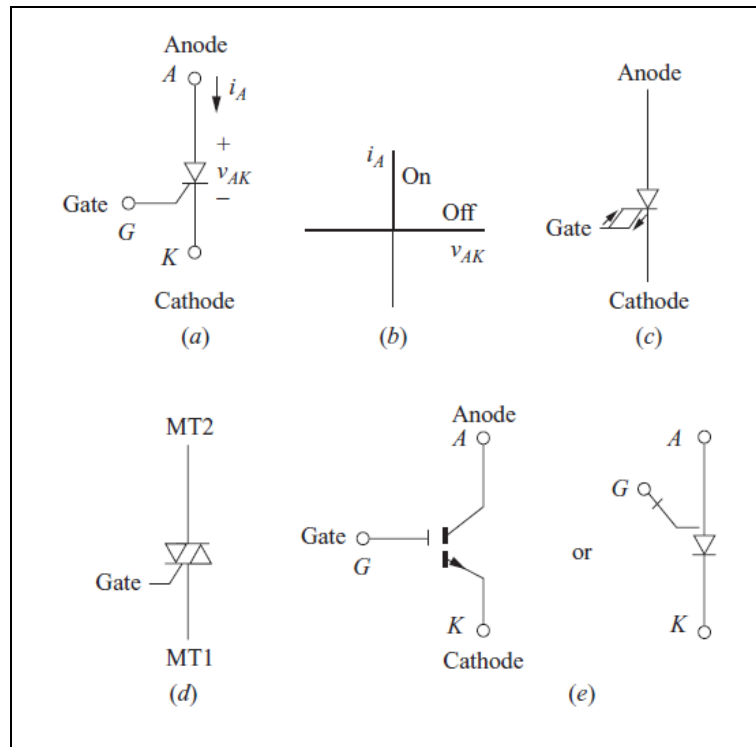 Anode
A
i_A
+
v_AK
−
Gate
G
K
Cathode
(a)
i_A
On
Off
v_AK
(b)
Anode
Gate
Cathode
(c)
MT2
Gate
MT1
(d)
Anode
A
Gate
G
K
Cathode
or
A
G
K
(e)